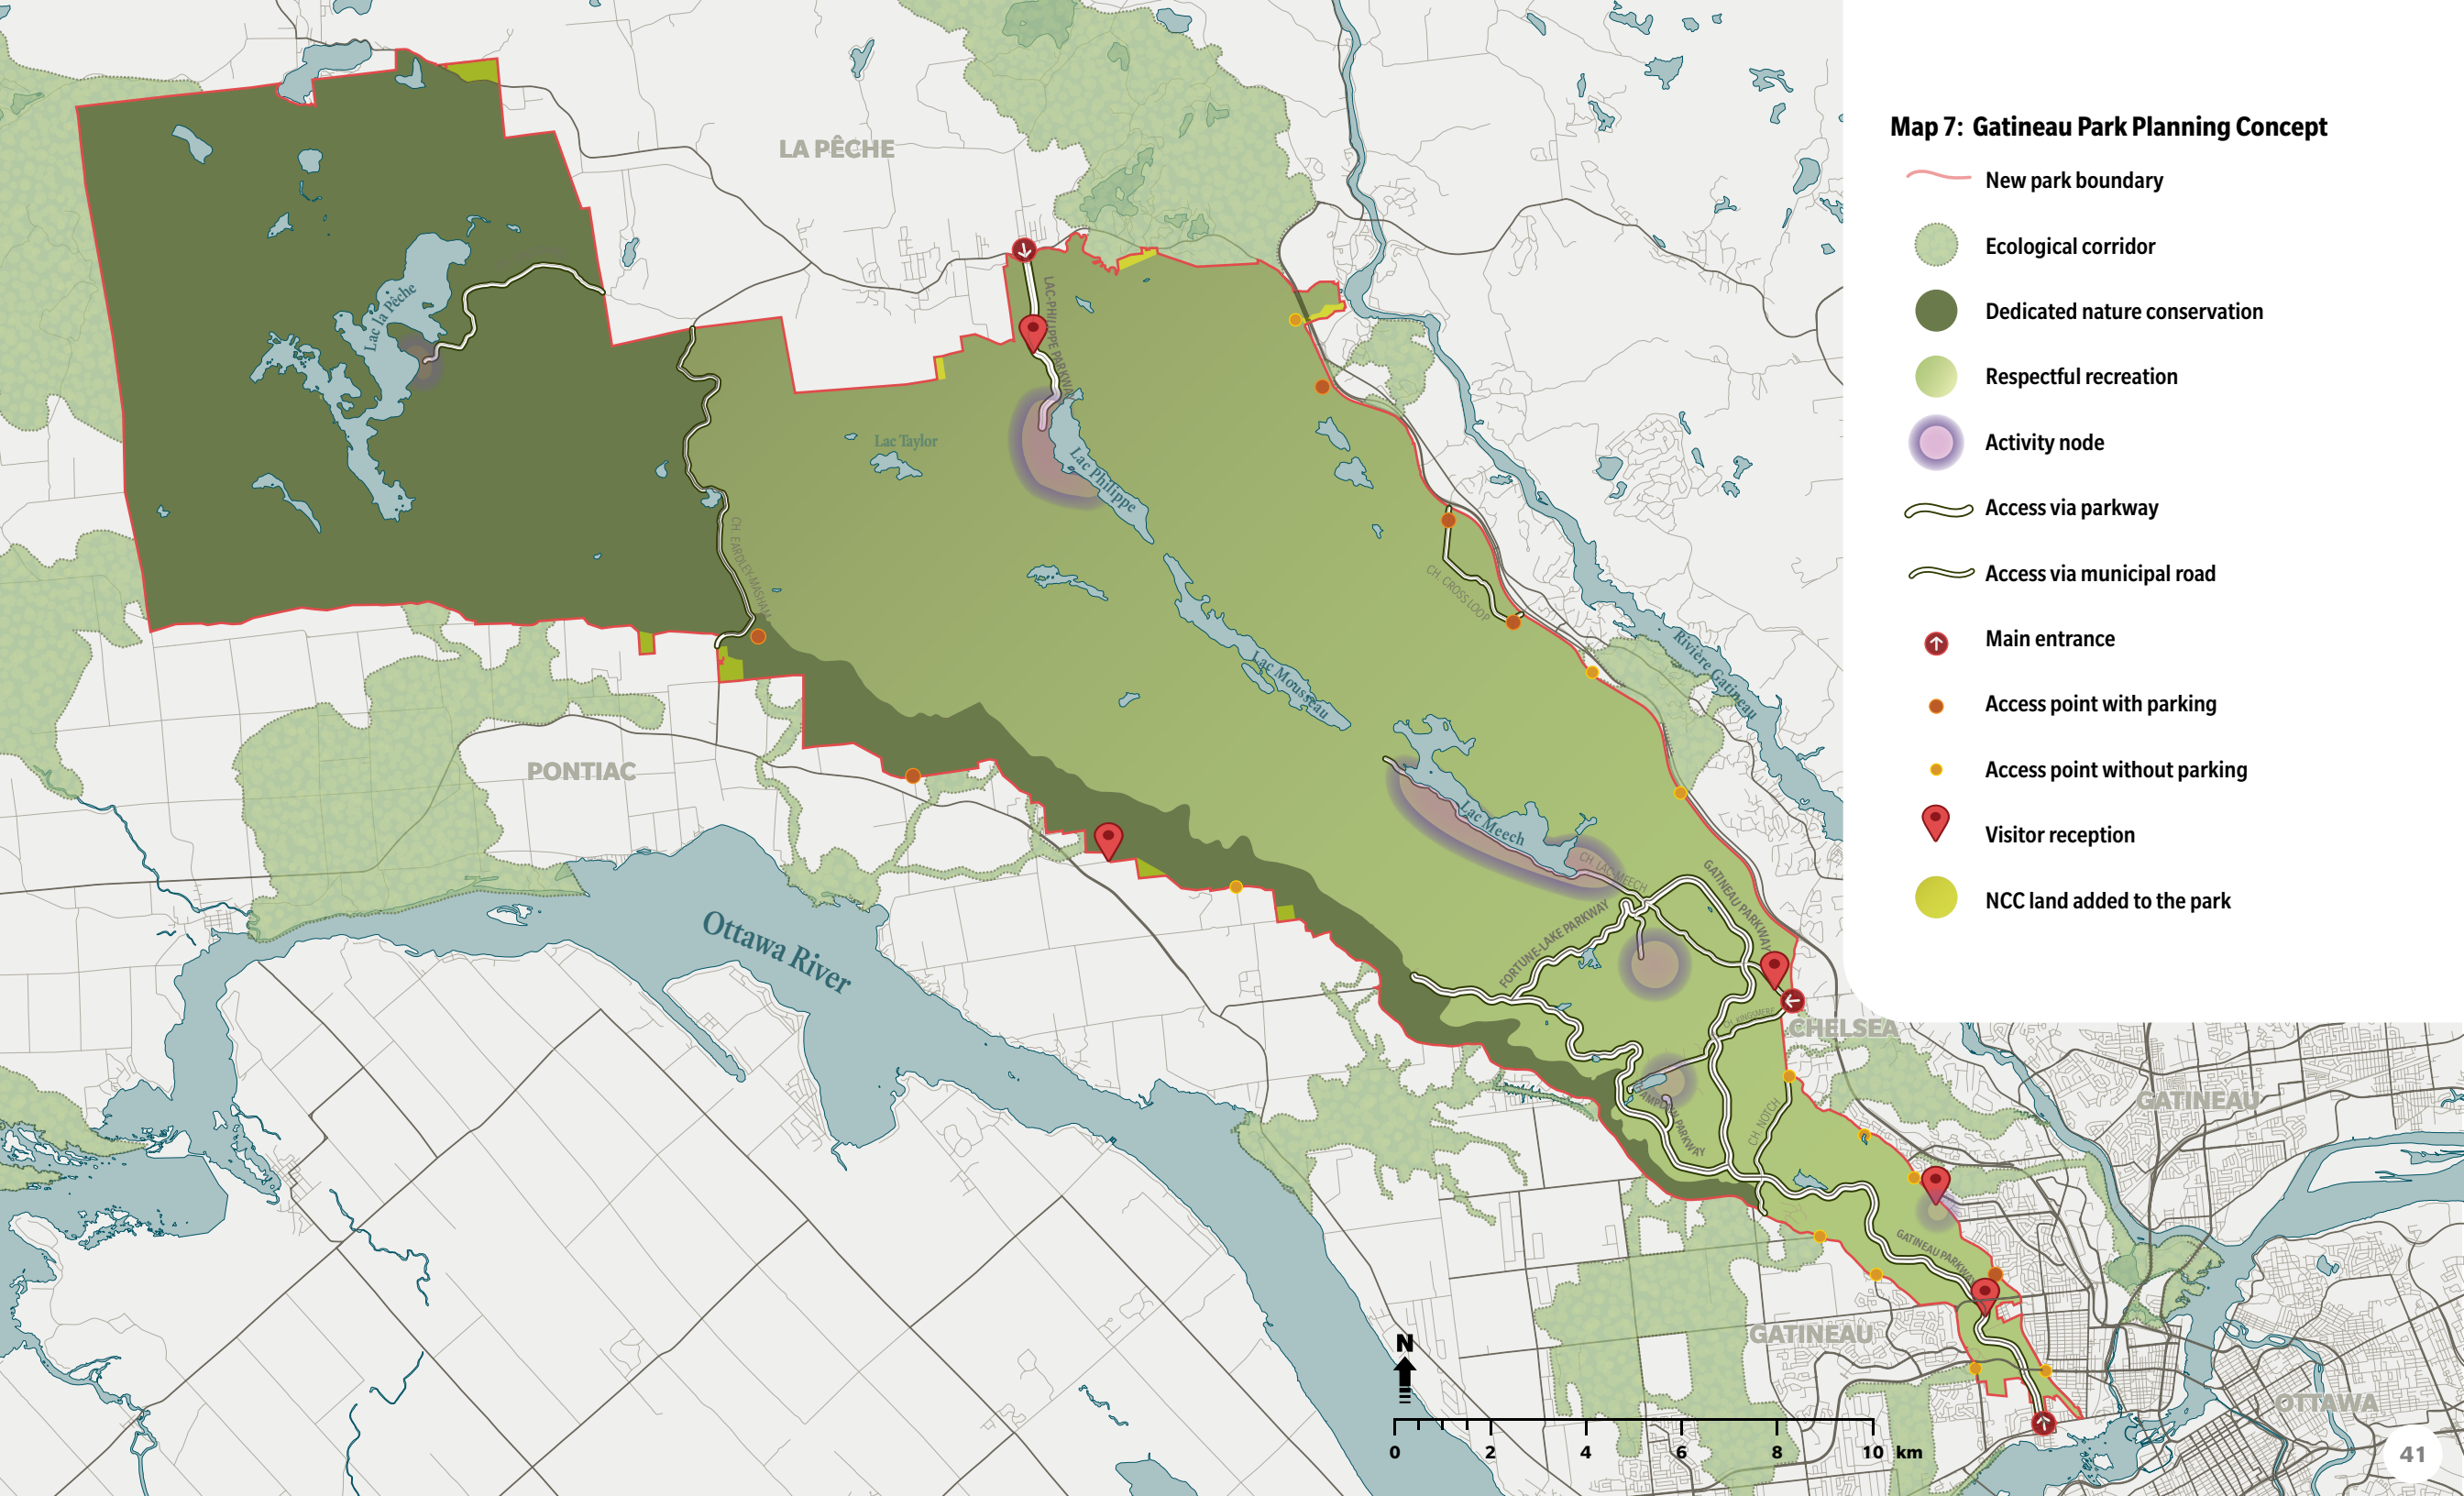 Map 7: Gatineau Park Planning Concept
New park boundary
Ecological corridor
Dedicated nature conservation
Respectful recreation
Activity node
Access via parkway
Access via municipal road
Main entrance
Access point with parking
Access point without parking
Visitor reception
NCC land added to the park
LA PÊCHE
Lac la Pêche
LAC-PHILIPPE PARKWAY
Lac Taylor
Lac Philippe
CH. EARDLEY-MASHAM
CH. CROSS LOOP
Rivière Gatineau
Lac Mousseau
PONTIAC
Lac Meech
CH. LAC-MEECH
GATINEAU PARKWAY
FORTUNE-LAKE PARKWAY
Ottawa River
CH. KINGSMERE
CHELSEA
GATINEAU
CH. NOTCH
GATINEAU PARKWAY
GATINEAU
OTTAWA
N
0 2 4 6 8 10 km
41